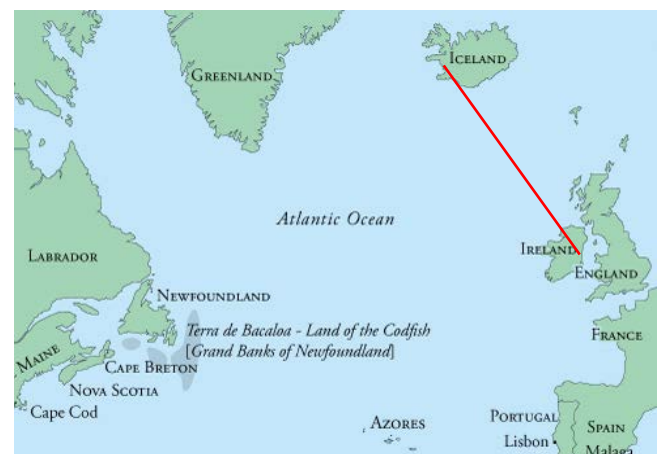 ICELAND
GREENLAND
Atlantic Ocean
IRELAND
LABRADOR
ENGLAND
NEWFOUNDLAND
Terra de Bacaloa - Land of the Codfish
[Grand Banks of Newfoundland]
FRANCE
MAINE
CAPE BRETON
NOVA SCOTIA
Cape Cod
AZORES
PORTUGAL
SPAIN
Lisbon
Malaga